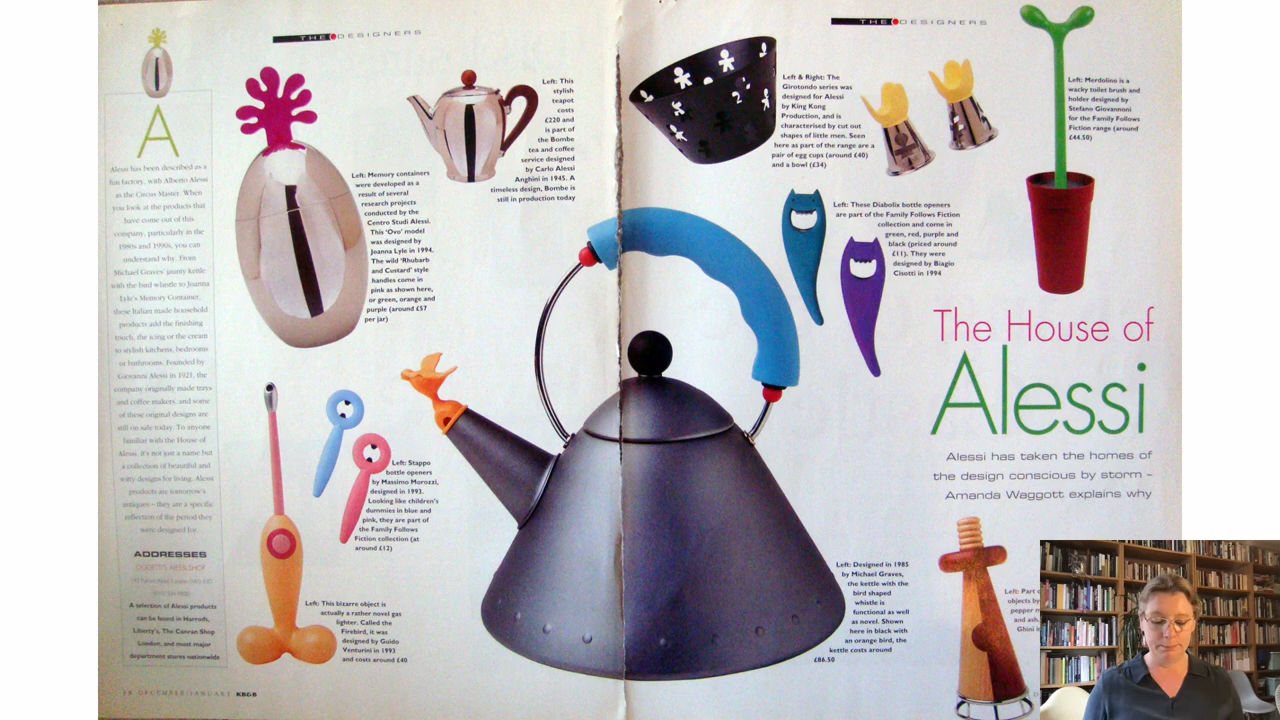 THE DESIGNERS
A
Alessi has been described as a
fun factory, with Alberto Alessi
as the Circus Master. When
you look at the products that
have come out of this
company, particularly in the
1980s and 1990s, you can
understand why. From
Michael Graves' jaunty kettle
with the bird whistle to Joanna
Lyle's Memory Container,
these Italian made household
products add the finishing
touch, the icing or the cream
to stylish kitchens, bedrooms
or bathrooms. Founded by
Giovanni Alessi in 1921, the
company originally made trays
and coffee makers, and some
of these original designs are
still on sale today. To anyone
familiar with the House of
Alessi, it's not just a name but
a collection of beautiful and
witty designs for living. Alessi
products are tomorrow's
antiques – they are a specific
reflection of the period they
were designed for.
ADDRESSES
A selection of Alessi products
can be found in Harrods,
Liberty's, The Conran Shop
London, and most major
department stores nationwide
DECEMBER/JANUARY KB&B
Left: Memory containers
were developed as a
result of several
research projects
conducted by the
Centro Studi Alessi.
This 'Ovo' model
was designed by
Joanna Lyle in 1994.
The wild 'Rhubarb
and Custard' style
handles come in
pink as shown here,
or green, orange and
purple (around £57
per jar)
Left: This
stylish
teapot
costs
£220 and
is part of
the Bombe
tea and coffee
service designed
by Carlo Alessi
Anghini in 1945. A
timeless design, Bombe is
still in production today
Left: Stappo
bottle openers
by Massimo Morozzi,
designed in 1993.
Looking like children's
dummies in blue and
pink, they are part of
the Family Follows
Fiction collection (at
around £12)
Left: This bizarre object is
actually a rather novel gas
lighter. Called the
Firebird, it was
designed by Guido
Venturini in 1993
and costs around £40
THE DESIGNERS
Left & Right: The
Girotondo series was
designed for Alessi
by King Kong
Production, and is
characterised by cut out
shapes of little men. Seen
here as part of the range are a
pair of egg cups (around £40)
and a bowl (£34)
Left: Merdolino is a
wacky toilet brush and
holder designed by
Stefano Giovannoni
for the Family Follows
Fiction range (around
£44.50)
Left: These Diabolix bottle openers
are part of the Family Follows Fiction
collection and come in
green, red, purple and
black (priced around
£11). They were
designed by Biagio
Cisotti in 1994
The House of
Alessi
Alessi has taken the homes of
the design conscious by storm –
Amanda Waggott explains why
Left: Designed in 1985
by Michael Graves,
the kettle with the
bird shaped
whistle is
functional as well
as novel. Shown
here in black with
an orange bird, the
kettle costs around
£86.50
Left: Part
objects by
pepper
and ash,
Ghini